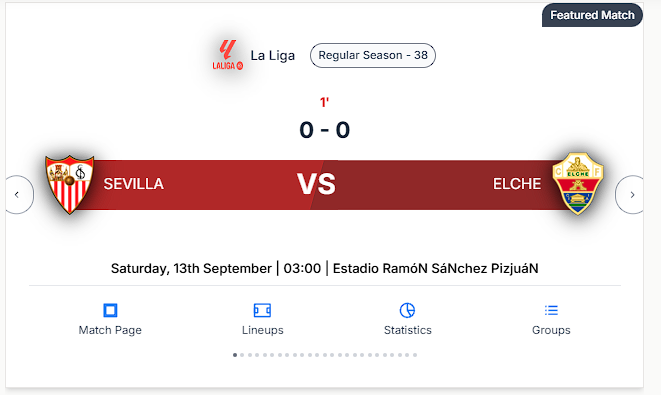 Featured Match
LALIGA
La Liga
Regular Season - 38
1'
0 - 0
SEVILLA
VS
ELCHE
C F
ELCHE
‹
›
Saturday, 13th September | 03:00 | Estadio RamóN SáNchez PizjuáN
Match Page
Lineups
Statistics
Groups